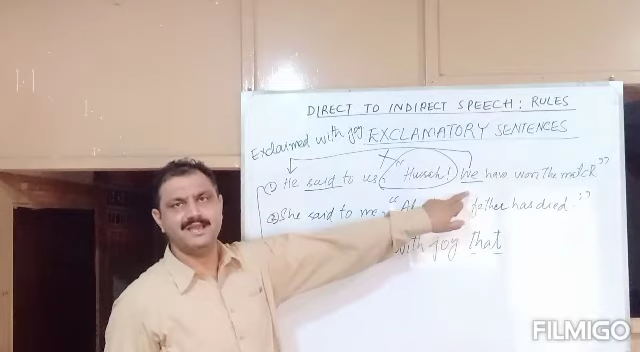 DIRECT TO INDIRECT SPEECH: RULES
Exclaimed with joy EXCLAMATORY SENTENCES
① He said to us, "Hurrah! We have won the match"
② She said to me, " father has died."
with joy that
FILMIGO